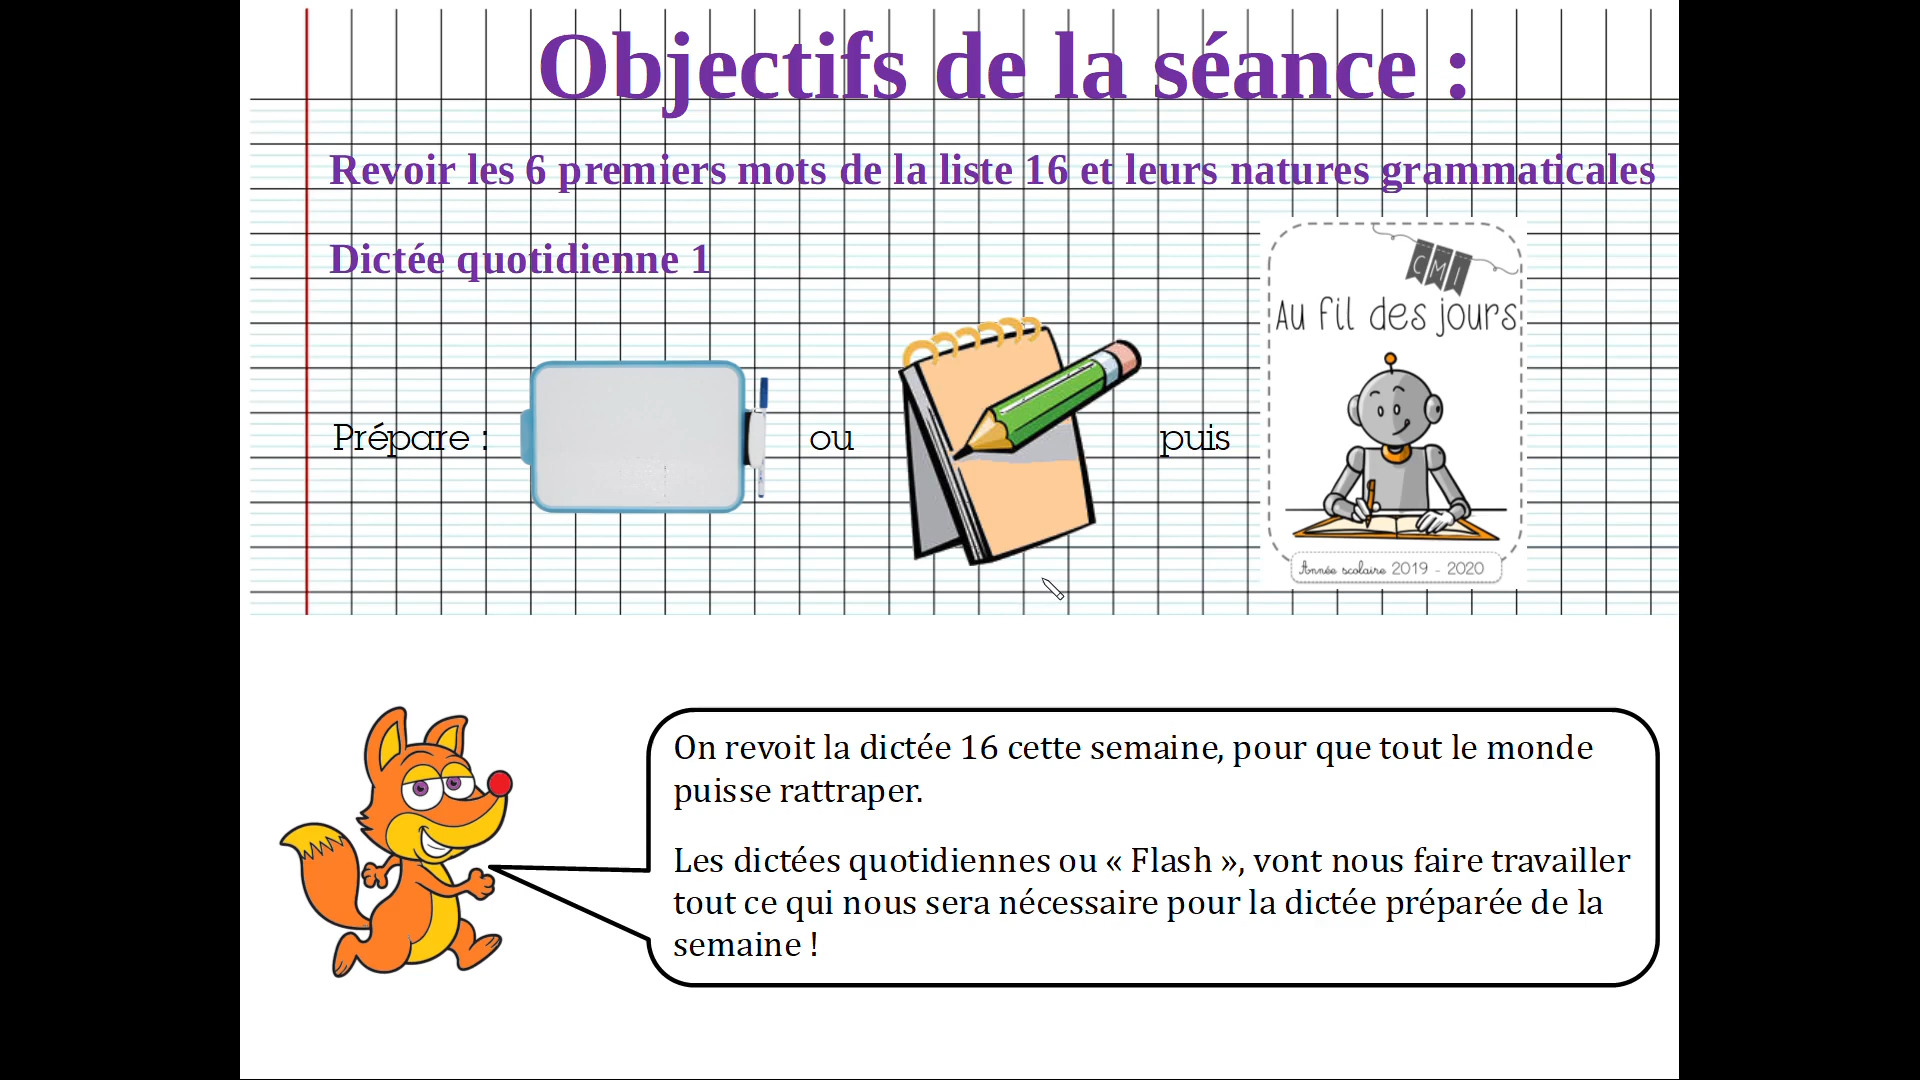 Objectifs de la séance :
Revoir les 6 premiers mots de la liste 16 et leurs natures grammaticales
Dictée quotidienne 1
CM1
Au fil des jours
Prépare :
ou
puis
Année scolaire 2019 - 2020
On revoit la dictée 16 cette semaine, pour que tout le monde
puisse rattraper.
Les dictées quotidiennes ou « Flash », vont nous faire travailler
tout ce qui nous sera nécessaire pour la dictée préparée de la
semaine !